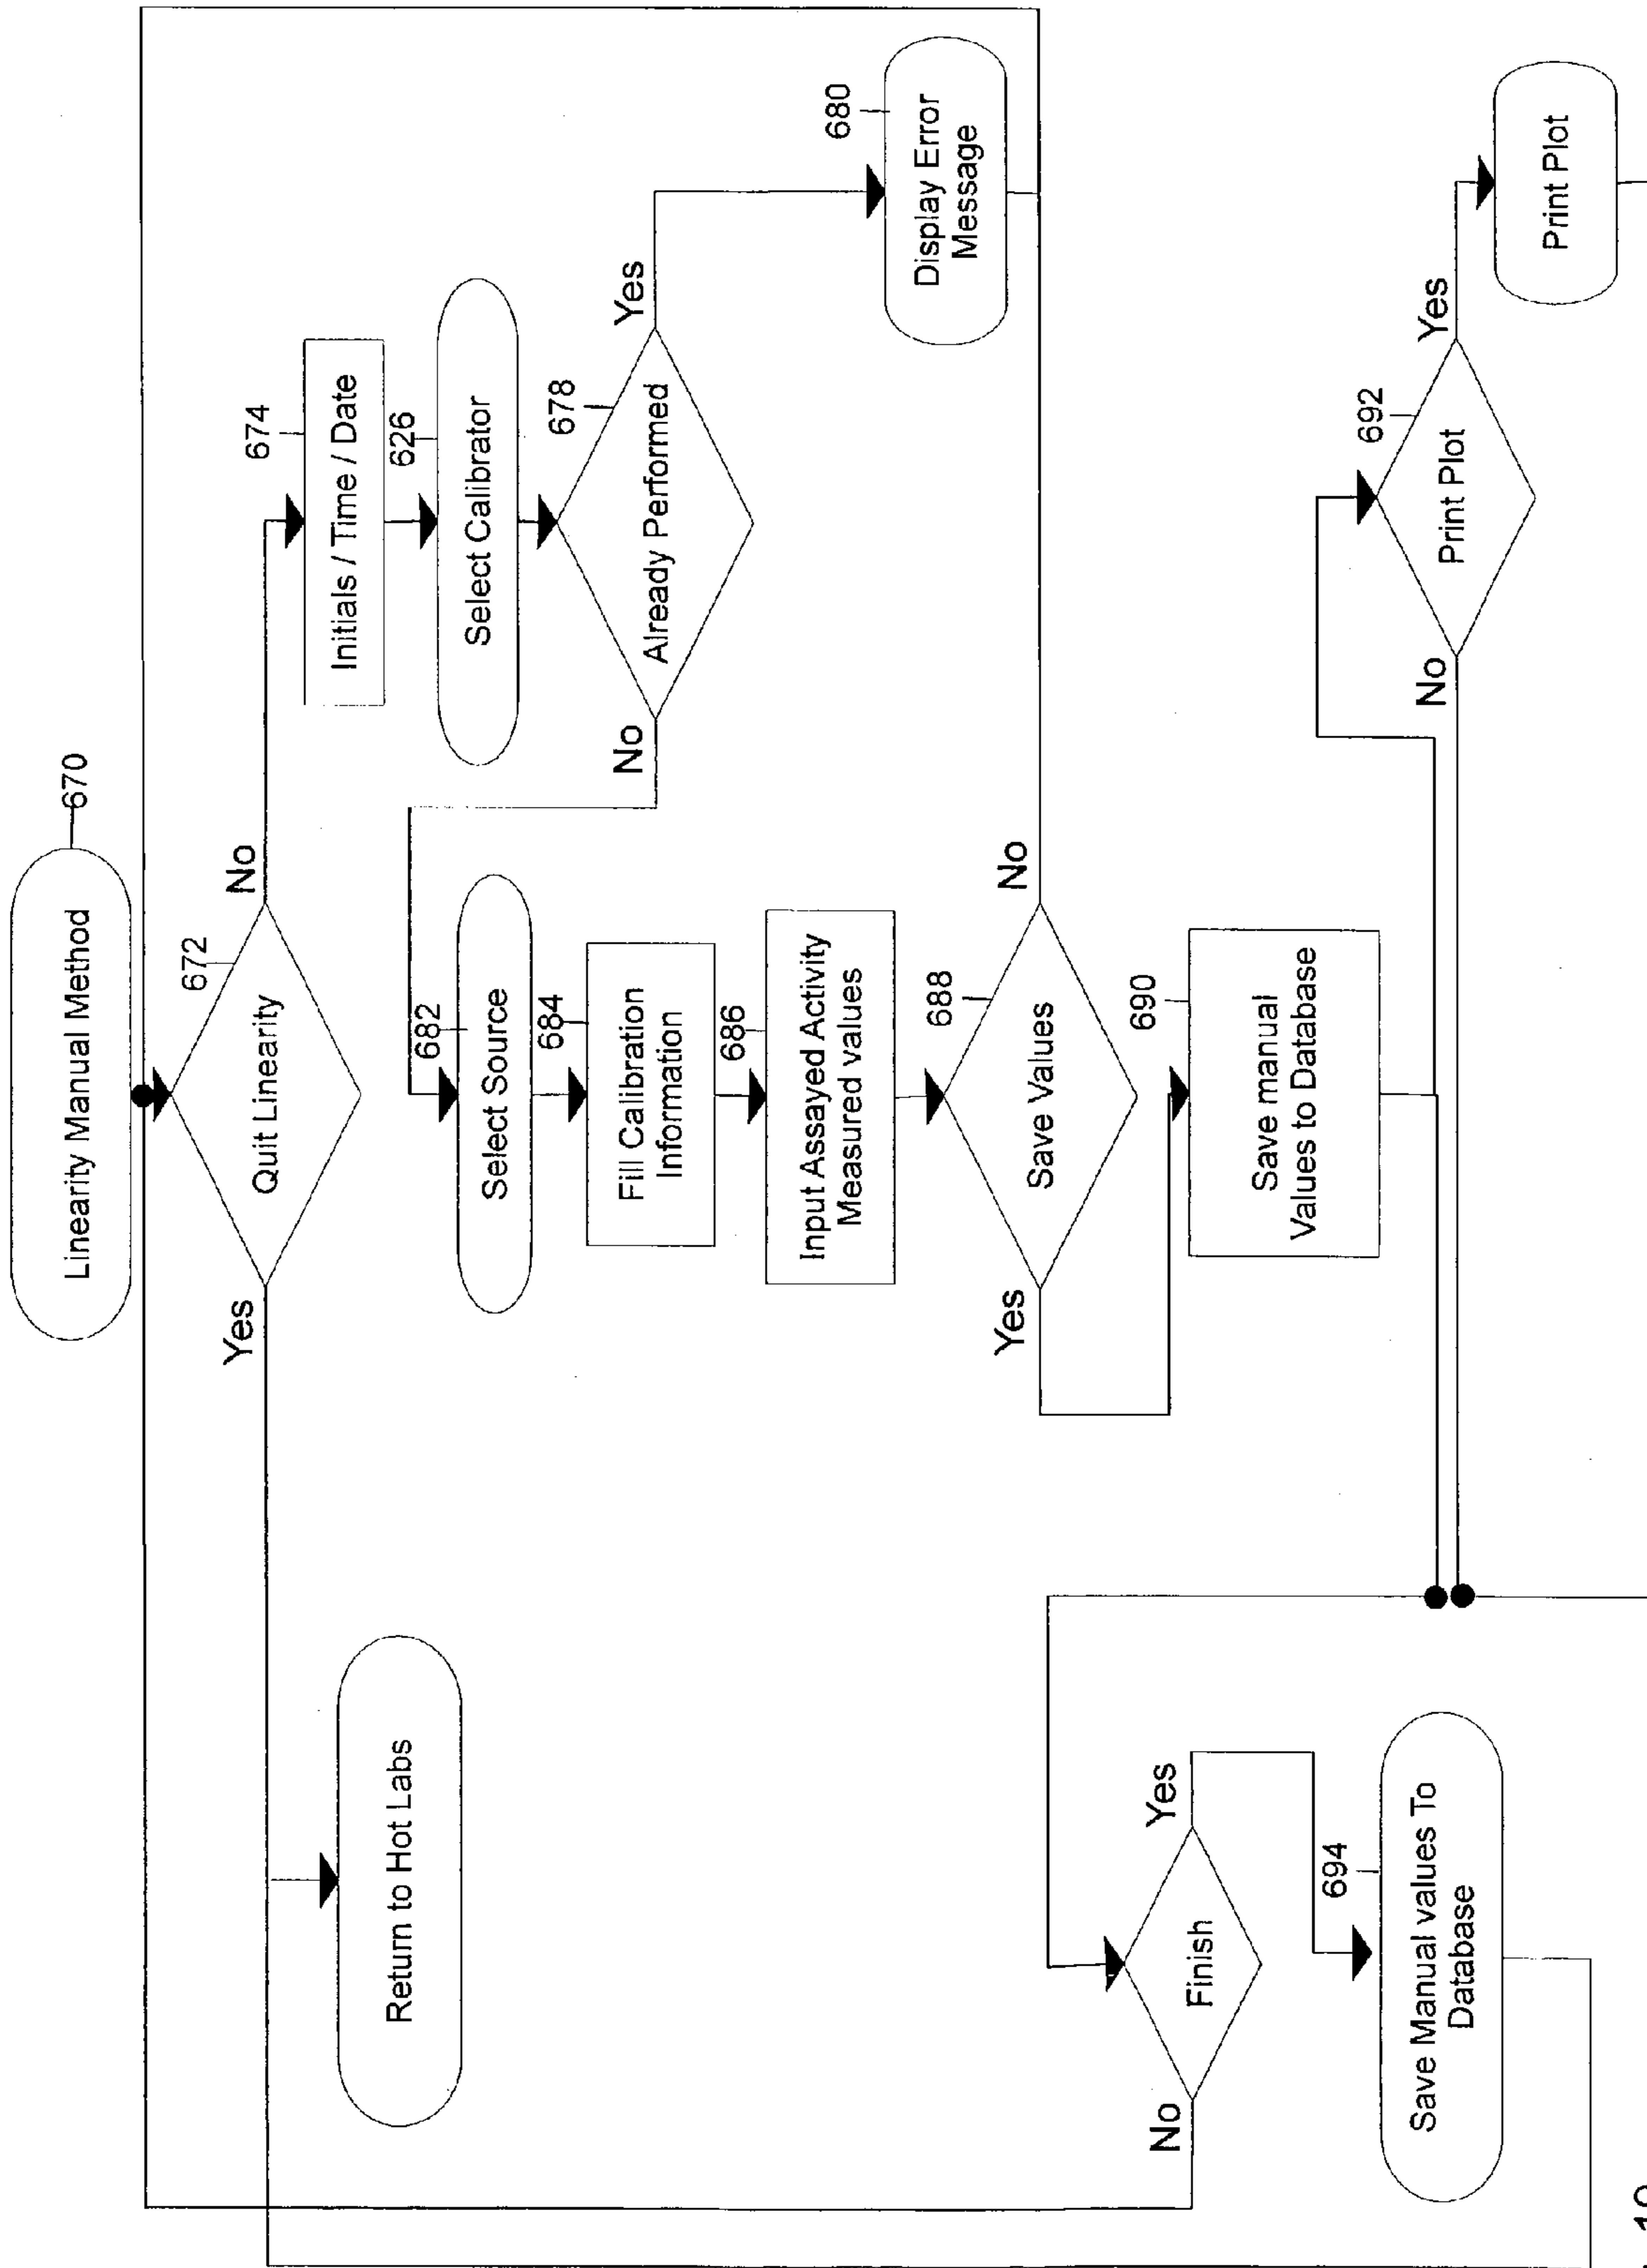 Linearity Manual Method
670
672
Quit Linearity
Yes
No
674
Initials / Time / Date
626
Select Calibrator
678
Already Performed
No
Yes
680
Display Error
Message
Return to Hot Labs
682
Select Source
684
Fill Calibration
Information
686
Input Assayed Activity
Measured values
688
Save Values
Yes
No
690
Save manual
Values to Database
692
Print Plot
No
Yes
Print Plot
Finish
No
Yes
694
Save Manual values To
Database